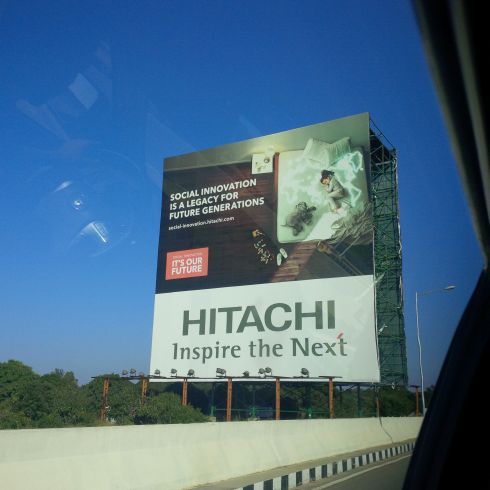 SOCIAL INNOVATION
IS A LEGACY FOR
FUTURE GENERATIONS
social-innovation.hitachi.com
IT'S OUR
FUTURE
HITACHI
Inspire the Next